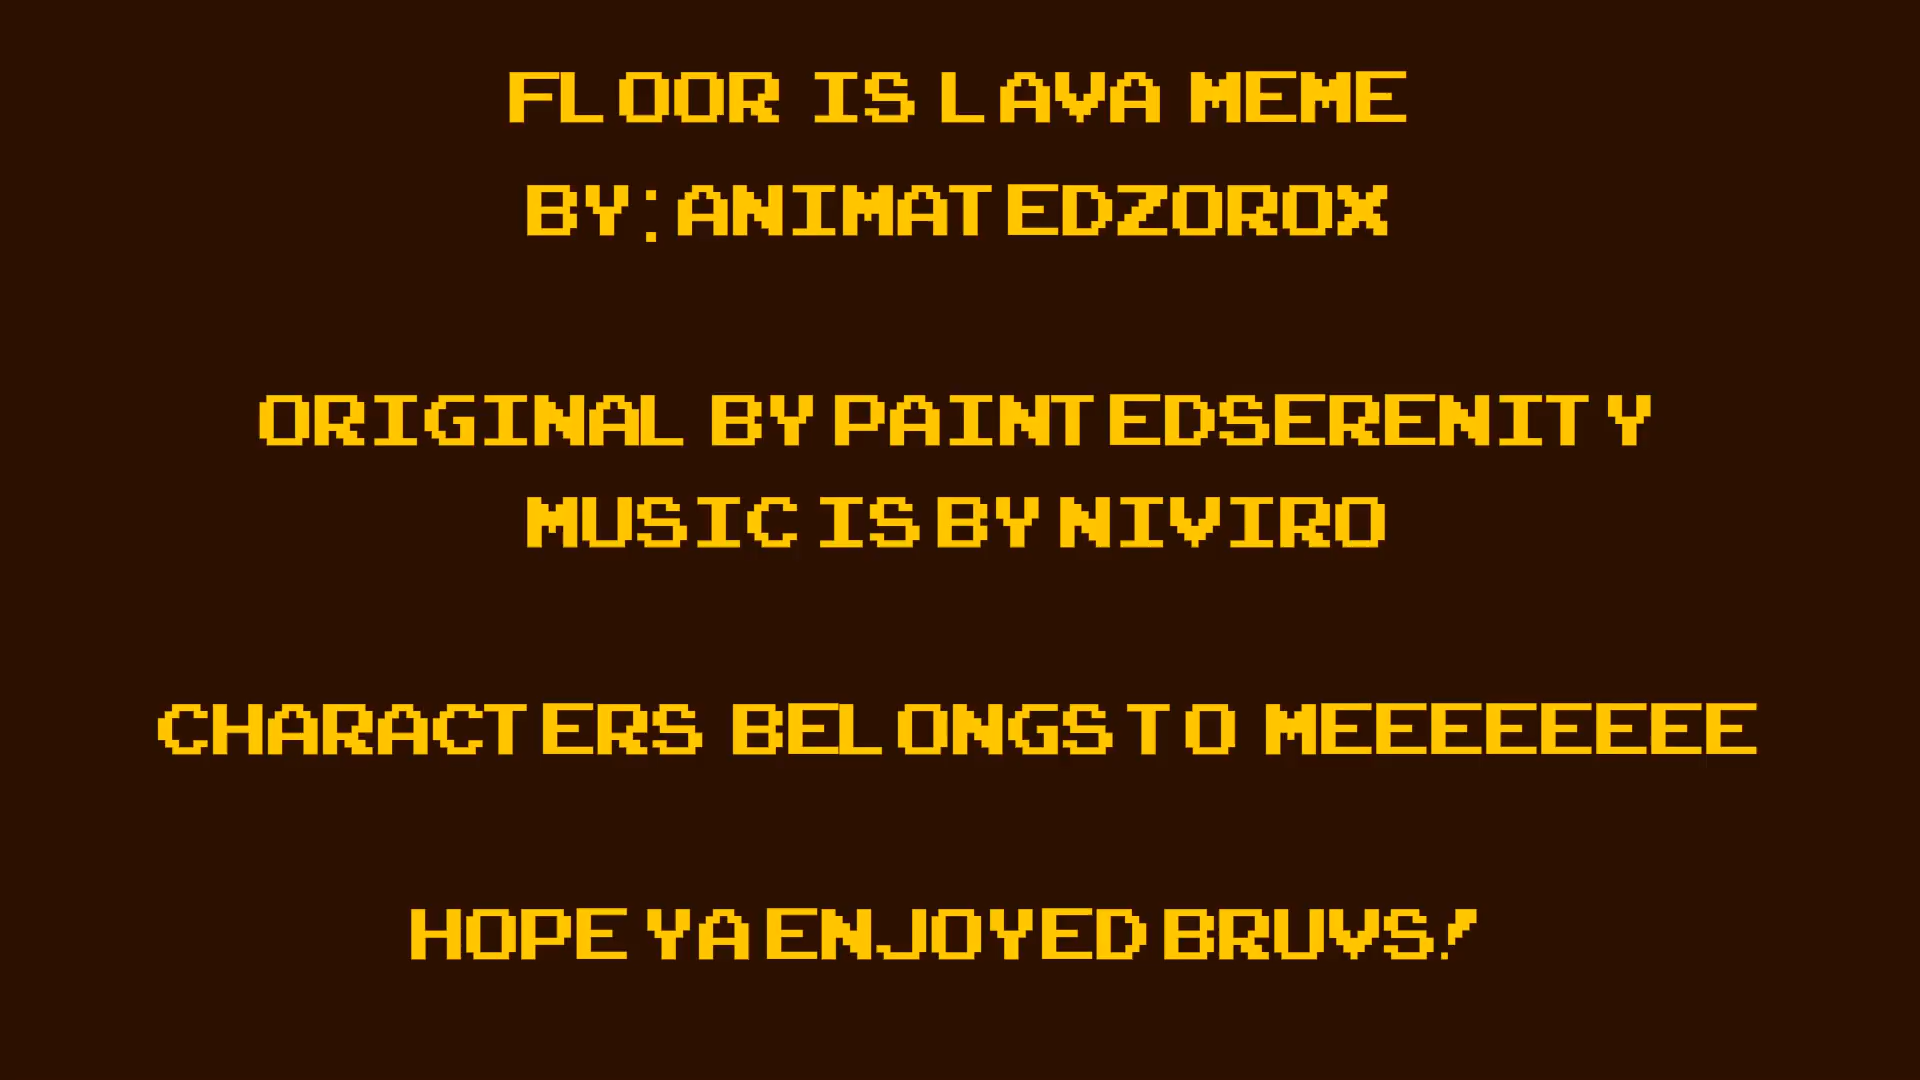 FLOOR IS LAVA MEME
BY:ANIMATEDZOROX
ORIGINAL BY PAINTEDSERENITY
MUSIC IS BY NIVIRO
CHARACTERS BELONGS TO MEEEEEEEE
HOPE YA ENJOYED BRUVS!